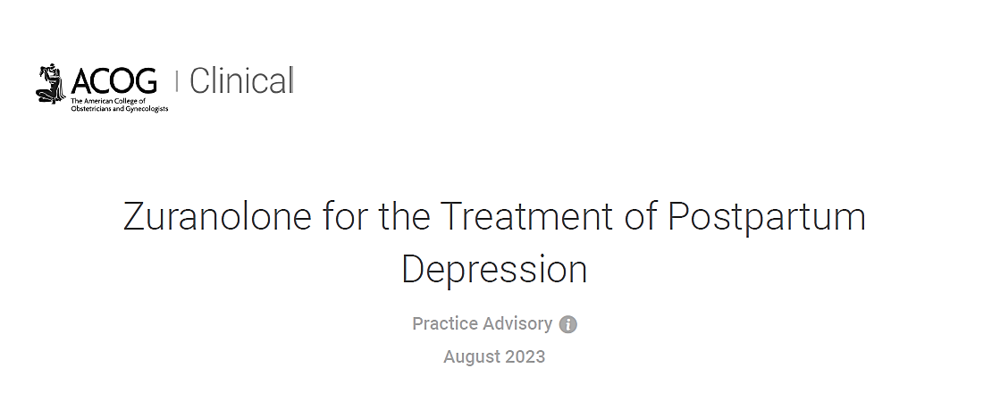 ACOG | Clinical
The American College of
Obstetricians and Gynecologists
Zuranolone for the Treatment of Postpartum
Depression
Practice Advisory i
August 2023